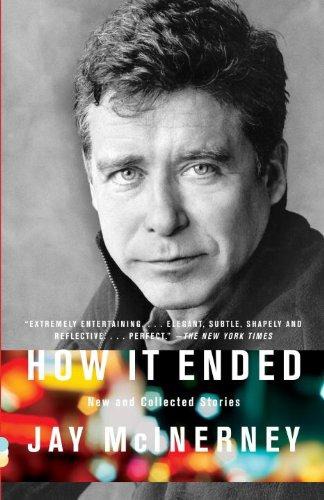 "EXTREMELY ENTERTAINING. . . . ELEGANT, SUBTLE, SHAPELY AND
REFLECTIVE. . . . PERFECT." —THE NEW YORK TIMES
HOW IT ENDED
New and Collected Stories
JAY McINERNEY